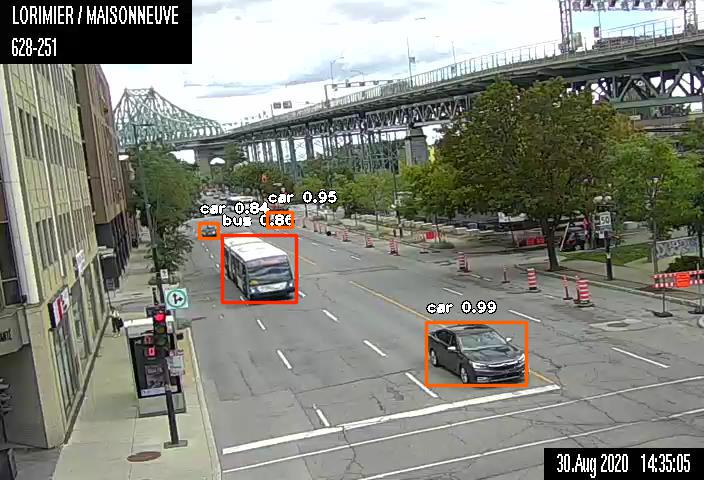 LORIMIER / MAISONNEUVE
628-251
car 0.95
car 0.84
bus 0.86
car 0.99
50
30.Aug 2020 14:35:05